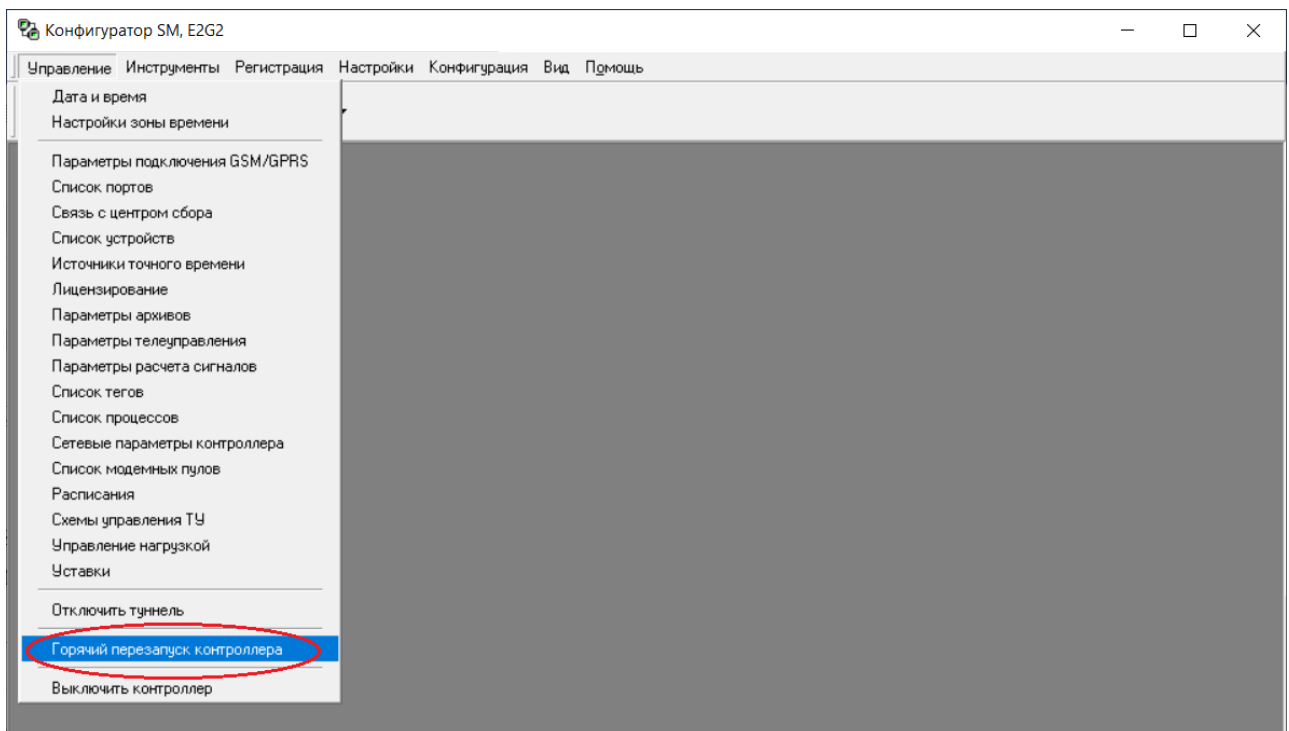 Конфигуратор SM, E2G2
Управление Инструменты Регистрация Настройки Конфигурация Вид Помощь
Дата и время
Настройки зоны времени
Параметры подключения GSM/GPRS
Список портов
Связь с центром сбора
Список устройств
Источники точного времени
Лицензирование
Параметры архивов
Параметры телеуправления
Параметры расчета сигналов
Список тегов
Список процессов
Сетевые параметры контроллера
Список модемных пулов
Расписания
Схемы управления ТУ
Управление нагрузкой
Уставки
Отключить туннель
Горячий перезапуск контроллера
Выключить контроллер